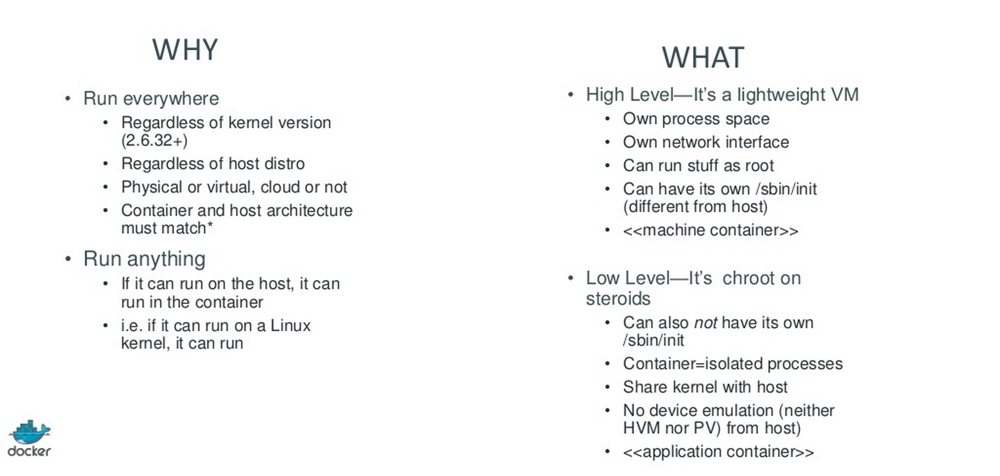 WHY
• Run everywhere
• Regardless of kernel version
(2.6.32+)
• Regardless of host distro
• Physical or virtual, cloud or not
• Container and host architecture
must match*
• Run anything
• If it can run on the host, it can
run in the container
• i.e. if it can run on a Linux
kernel, it can run
docker
WHAT
• High Level—It’s a lightweight VM
• Own process space
• Own network interface
• Can run stuff as root
• Can have its own /sbin/init
(different from host)
• <<machine container>>
• Low Level—It’s  chroot on
steroids
• Can also not have its own
/sbin/init
• Container=isolated processes
• Share kernel with host
• No device emulation (neither
HVM nor PV) from host)
• <<application container>>